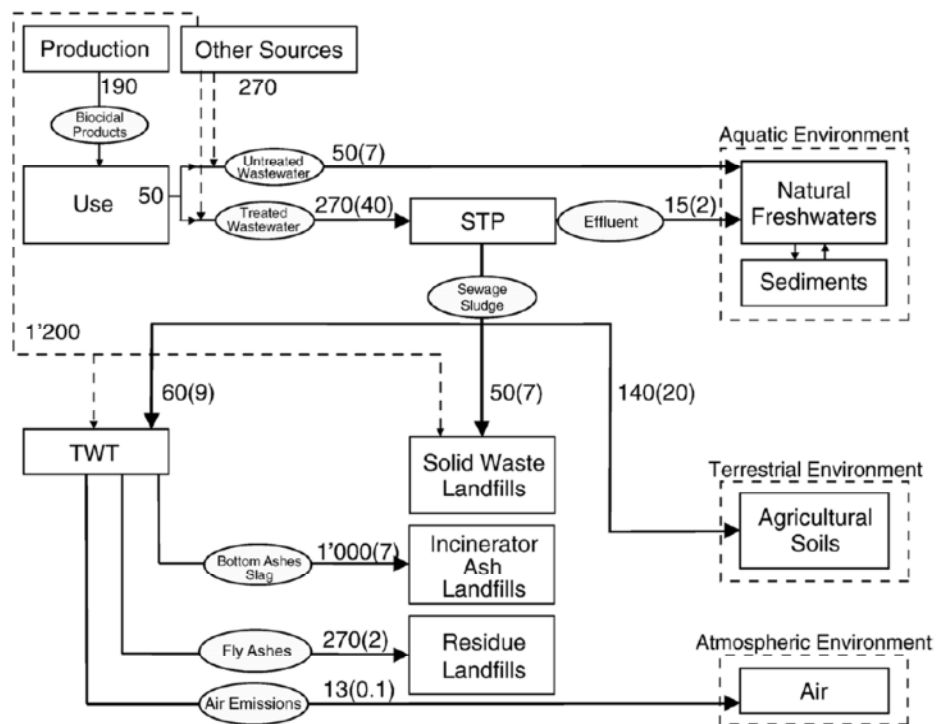 Production
Other Sources
190
270
Biocidal
Products
Aquatic Environment
Untreated
Wastewater
50(7)
Use
50
Natural
Freshwaters
Treated
Wastewater
270(40)
STP
Effluent
15(2)
Sediments
Sewage
Sludge
1'200
60(9)
50(7)
140(20)
TWT
Solid Waste
Landfills
Terrestrial Environment
Agricultural
Soils
Bottom Ashes
Slag
1'000(7)
Incinerator
Ash
Landfills
Fly Ashes
270(2)
Residue
Landfills
Atmospheric Environment
Air Emissions
13(0.1)
Air